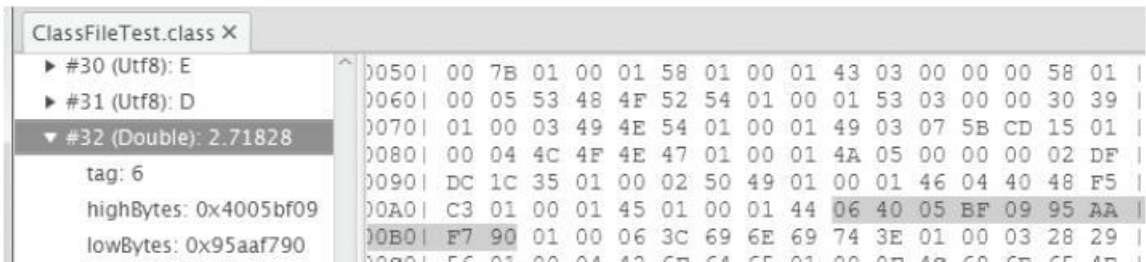 ClassFileTest.class ×
▶ #30 (Utf8): E
▶ #31 (Utf8): D
▼ #32 (Double): 2.71828
tag: 6
highBytes: 0x4005bf09
lowBytes: 0x95aaf790
0050| 00 7B 01 00 01 58 01 00 01 43 03 00 00 00 58 01 |
0060| 00 05 53 48 4F 52 54 01 00 01 53 03 00 00 30 39 |
0070| 01 00 03 49 4E 54 01 00 01 49 03 07 5B CD 15 01 |
0080| 00 04 4C 4F 4E 47 01 00 01 4A 05 00 00 00 02 DF |
0090| DC 1C 35 01 00 02 50 49 01 00 01 46 04 40 48 F5 |
00A0| C3 01 00 01 45 01 00 01 44 06 40 05 BF 09 95 AA |
00B0| F7 90 01 00 06 3C 69 6E 69 74 3E 01 00 03 28 29 |